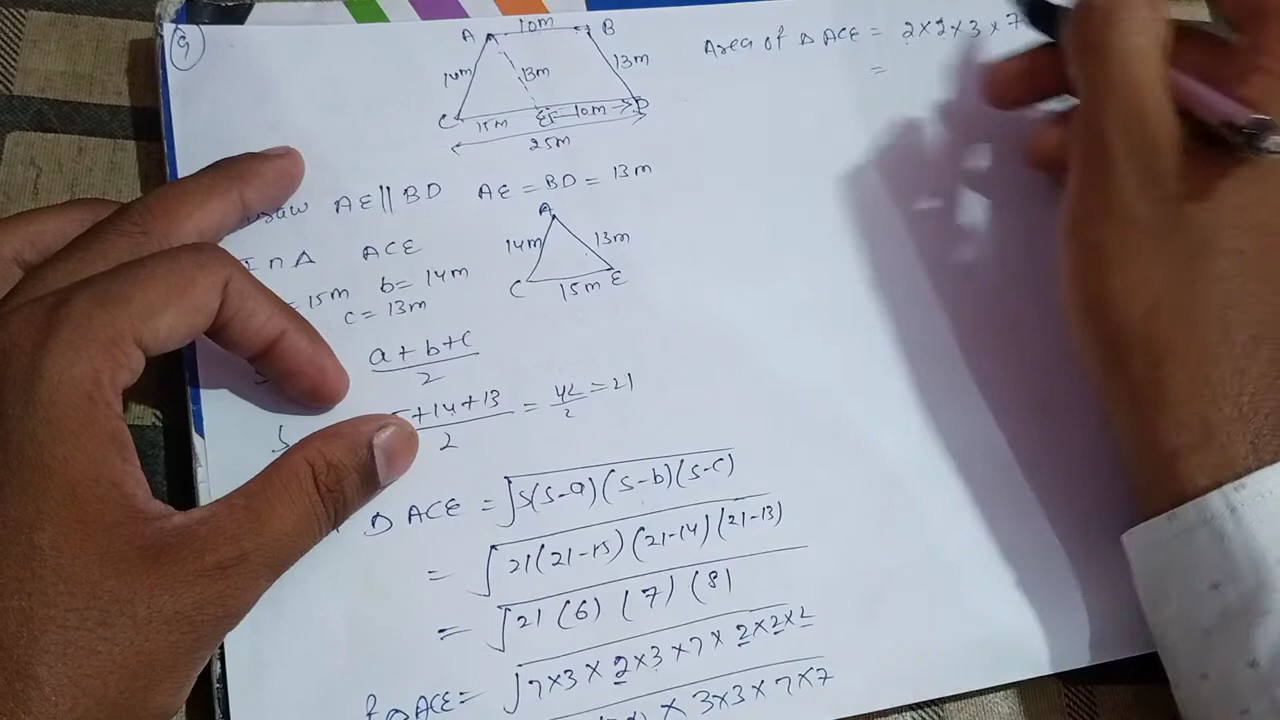 9
10m
A B
14m 13m 13m
C 15m E 10m D
25m
AE||BD AE = BD = 13m
A
In Δ ACE
14m 13m
= 15m b = 14m
C 15m E
c = 13m
a+b+c
2
+14+13 = 42 = 21
2 2
Δ ACE = √s(s-a)(s-b)(s-c)
= √21(21-15)(21-14)(21-13)
= √21(6)(7)(8)
Δ ACE = √7×3×2×3×7×2×2×2
× 3×3×7×7
Area of Δ ACE = 2×2×3×7
=